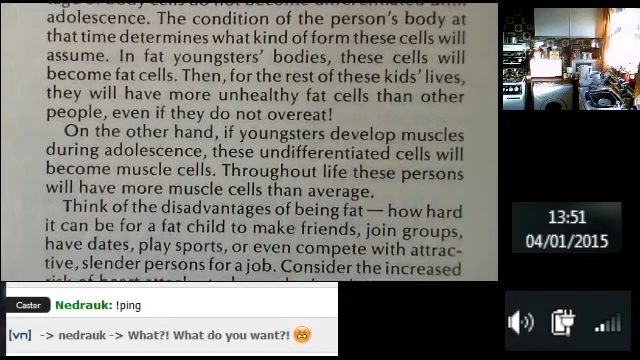 adolescence. The condition of the person's body at
that time determines what kind of form these cells will
assume. In fat youngsters' bodies, these cells will
become fat cells. Then, for the rest of these kids' lives,
they will have more unhealthy fat cells than other
people, even if they do not overeat!
On the other hand, if youngsters develop muscles
during adolescence, these undifferentiated cells will
become muscle cells. Throughout life these persons
will have more muscle cells than average.
Think of the disadvantages of being fat — how hard
it can be for a fat child to make friends, join groups,
have dates, play sports, or even compete with attrac-
tive, slender persons for a job. Consider the increased
13:51
04/01/2015
Caster Nedrauk: !ping
[vn] -> nedrauk -> What?! What do you want?!